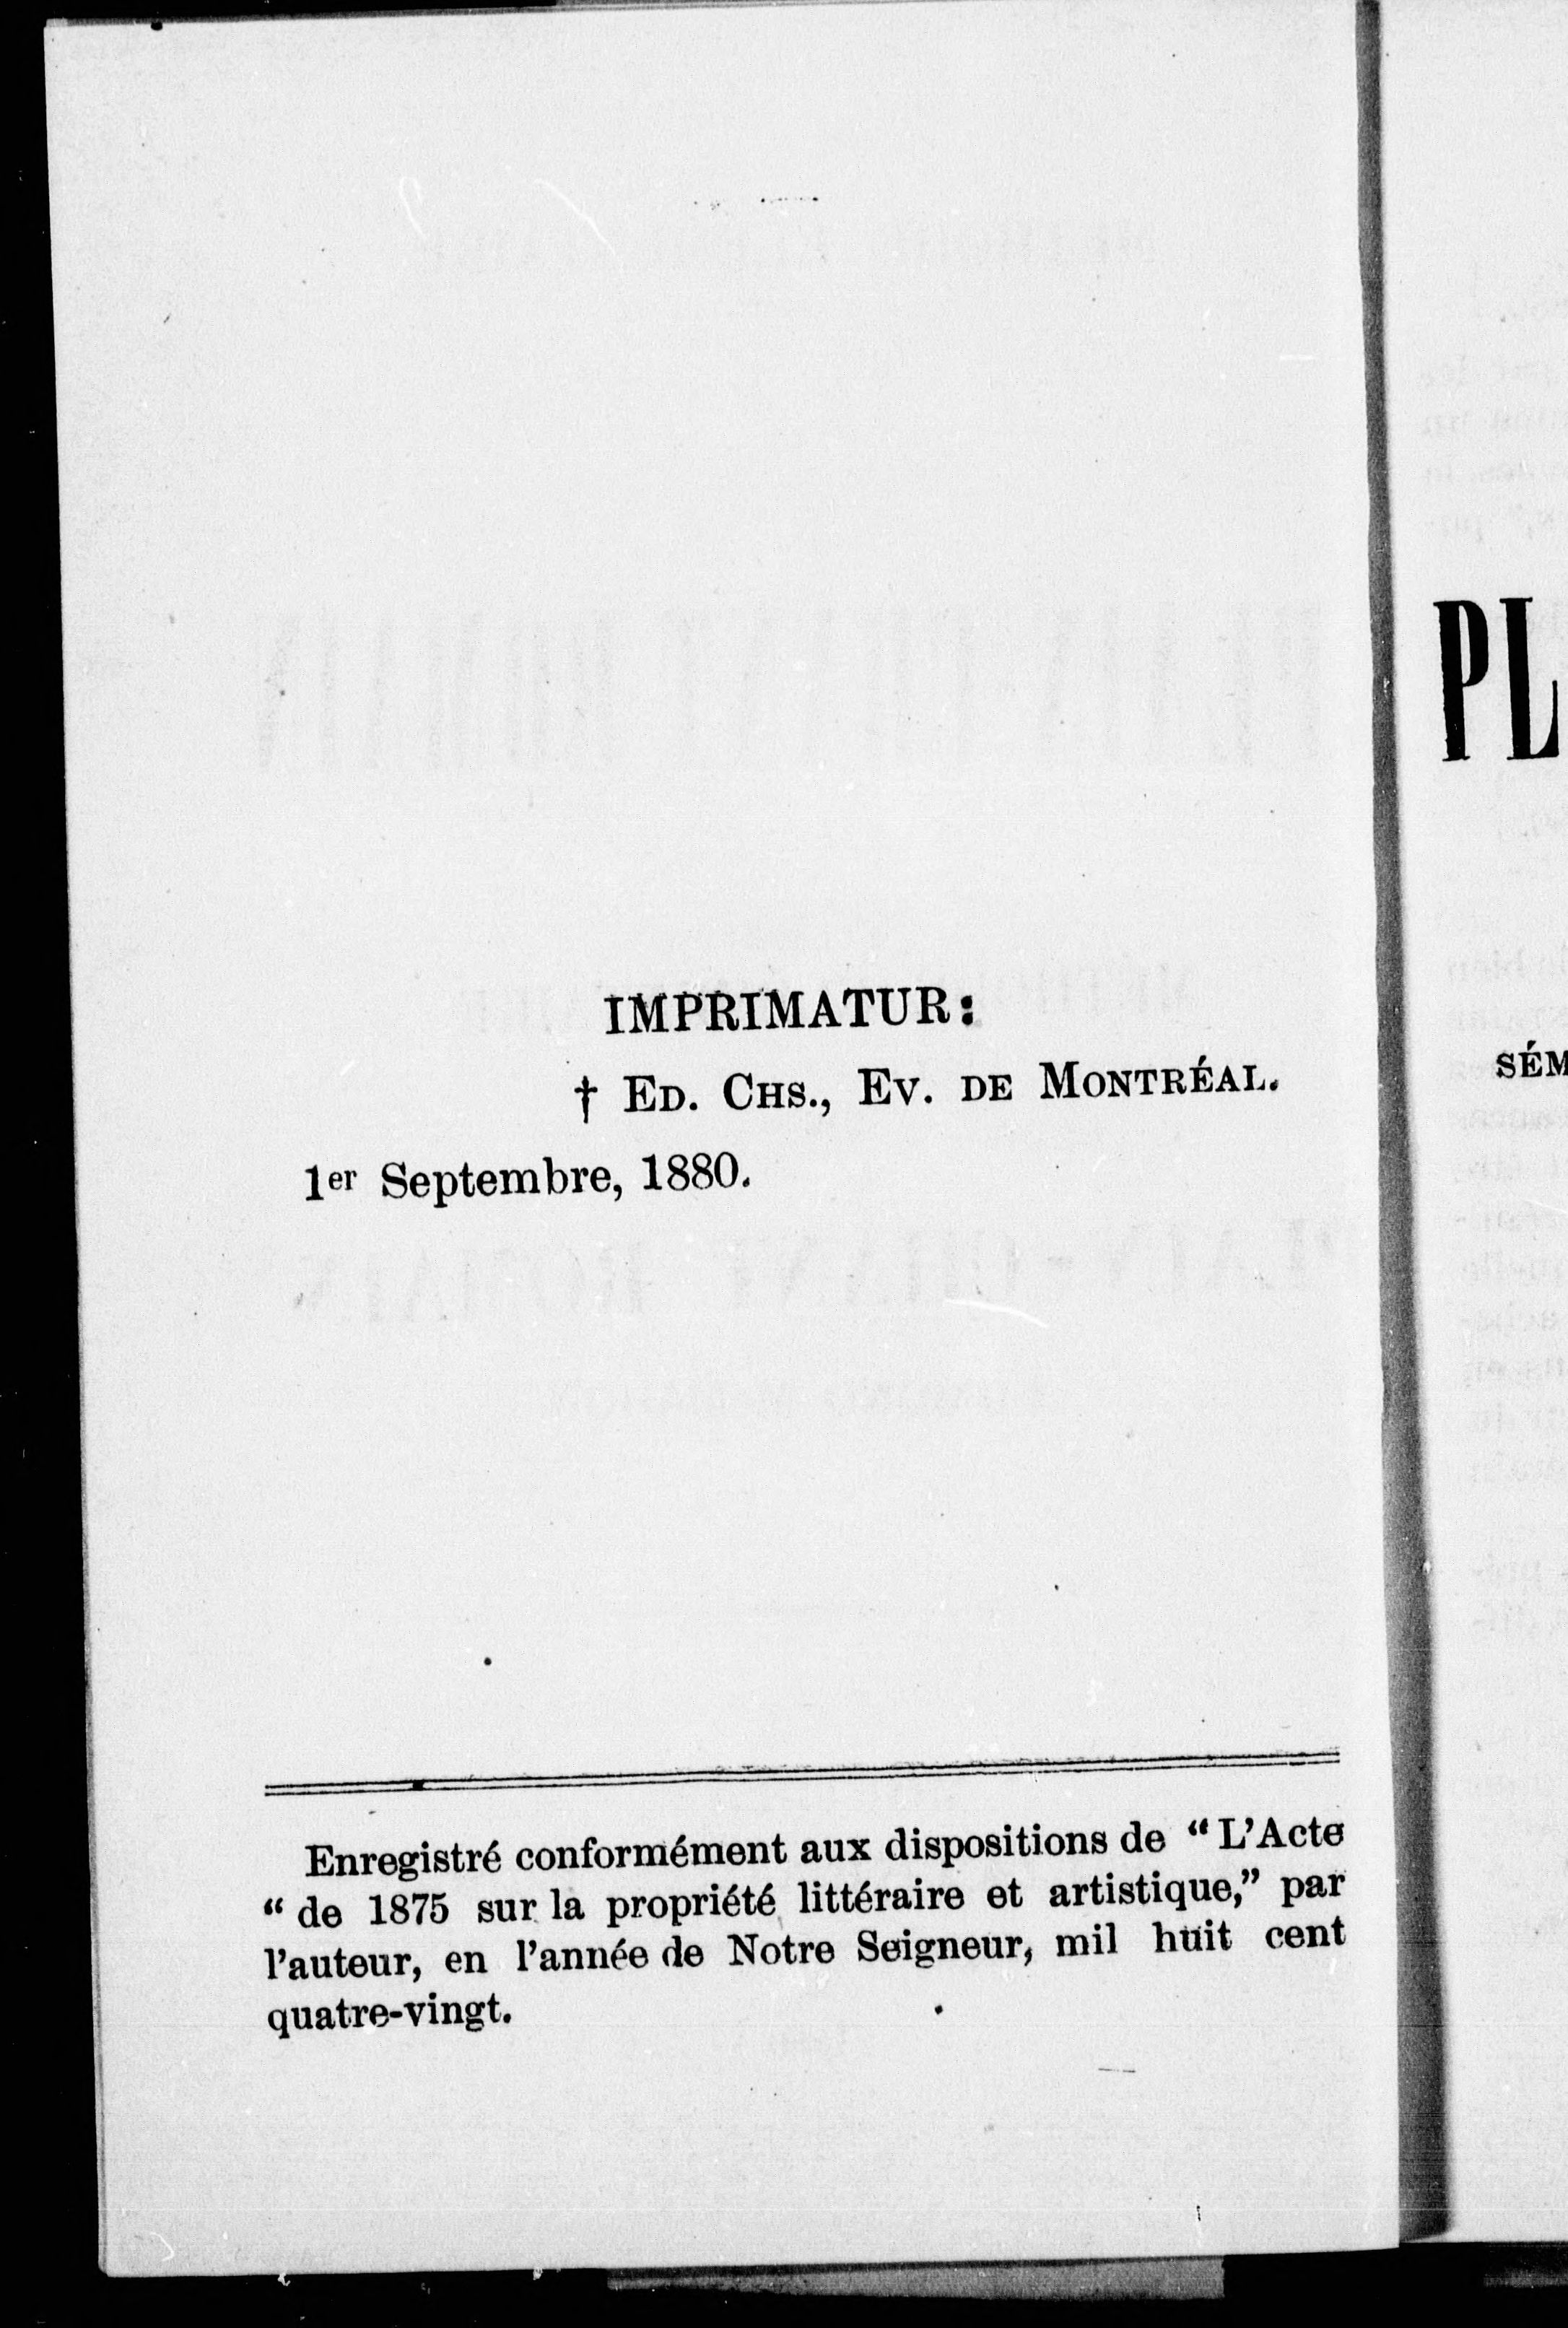 IMPRIMATUR:
† ED. CHS., EV. DE MONTRÉAL.
1er Septembre, 1880.
Enregistré conformément aux dispositions de “ L’Acte
“ de 1875 sur la propriété littéraire et artistique,” par
l’auteur, en l’année de Notre Seigneur, mil huit cent
quatre-vingt.
PL
SÉM